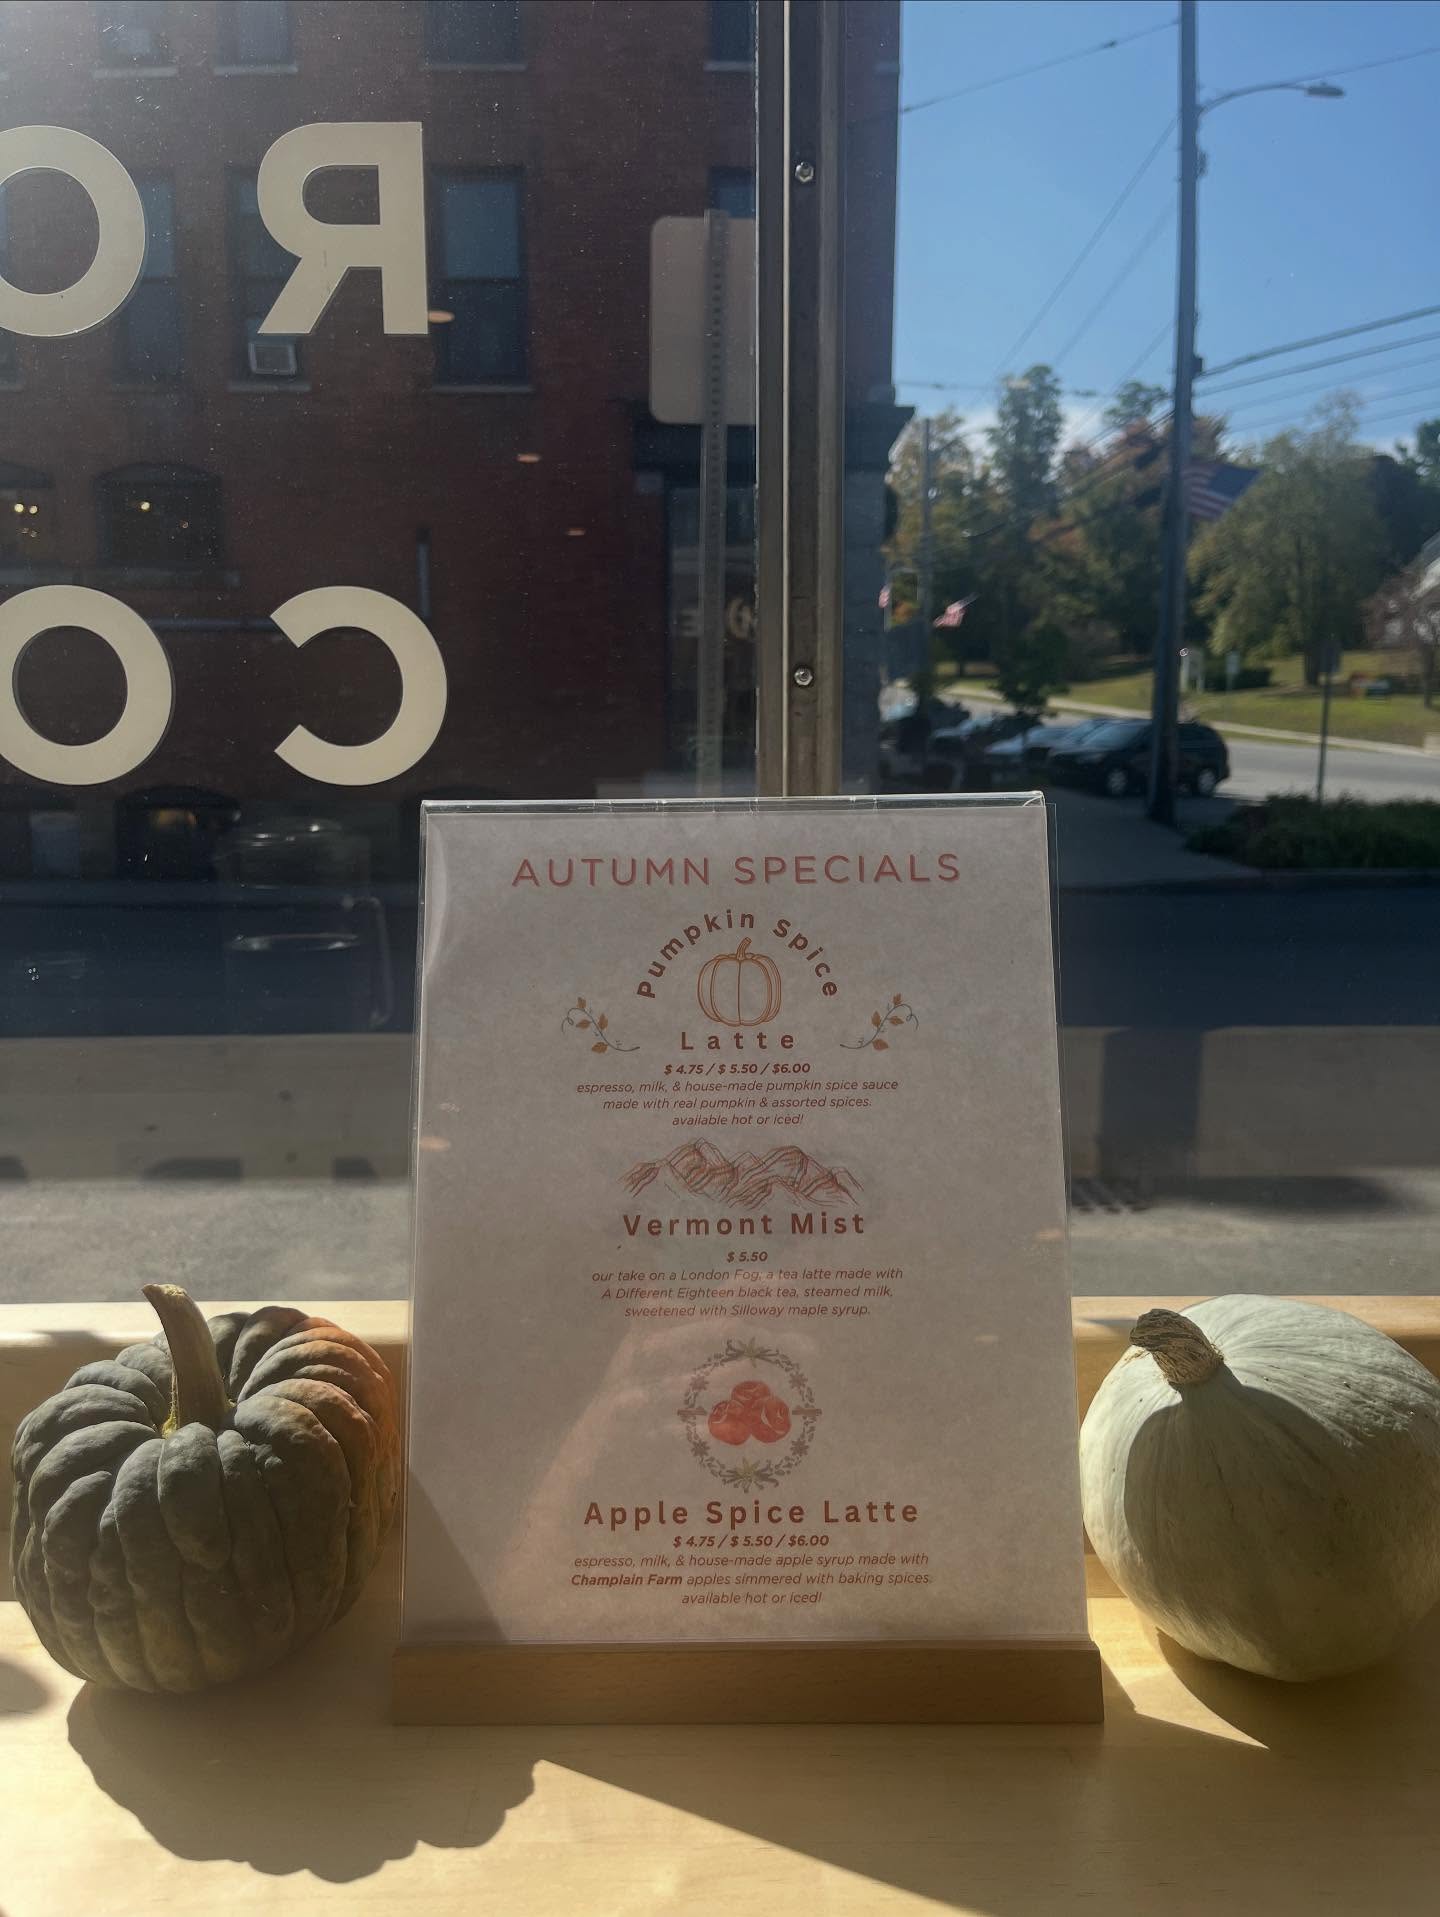 RO
CO
AUTUMN SPECIALS
Pumpkin Spice
Latte
$ 4.75 / $ 5.50 / $6.00
espresso, milk, & house-made pumpkin spice sauce
made with real pumpkin & assorted spices.
available hot or iced!
Vermont Mist
$ 5.50
our take on a London Fog; a tea latte made with
A Different Eighteen black tea, steamed milk,
sweetened with Silloway maple syrup.
Apple Spice Latte
$ 4.75 / $ 5.50 / $6.00
espresso, milk, & house-made apple syrup made with
Champlain Farm apples simmered with baking spices.
available hot or iced!